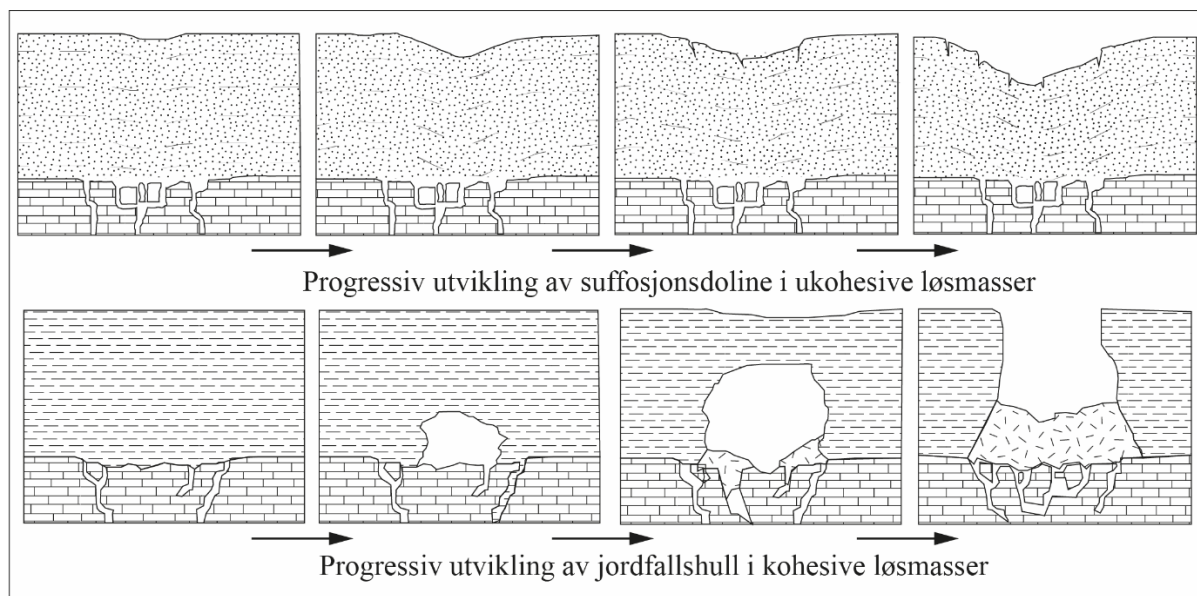 Progressiv utvikling av suffosjonsdoline i ukohesive løsmasser
Progressiv utvikling av jordfallshull i kohesive løsmasser